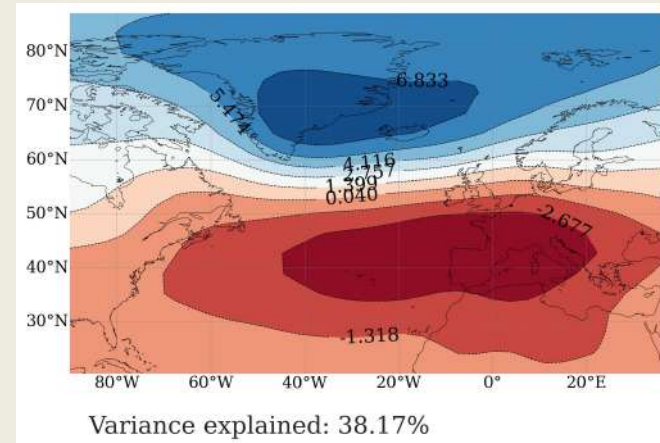 80°N
6.833
70°N
5.474
60°N
4.116
2.757
1.399
50°N
0.040
-2.677
40°N
30°N
-1.318
80°W 60°W 40°W 20°W 0° 20°E
Variance explained: 38.17%